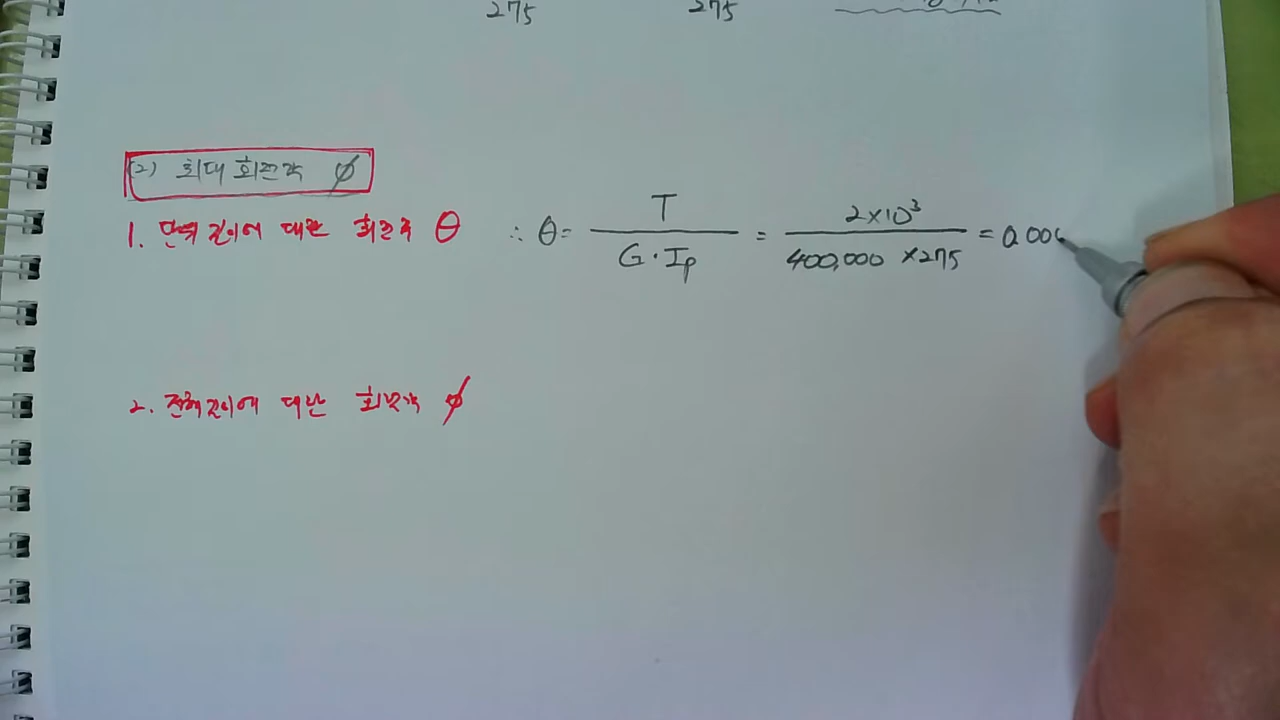 275 275
(2) 최대 회전각 ϕ
1. 단위길이에 대한 회전각 θ ∴ θ = T / G·Ip = 2×10³ / 400,000 ×275 = 0.000
2. 전체길이에 대한 회전각 ϕ